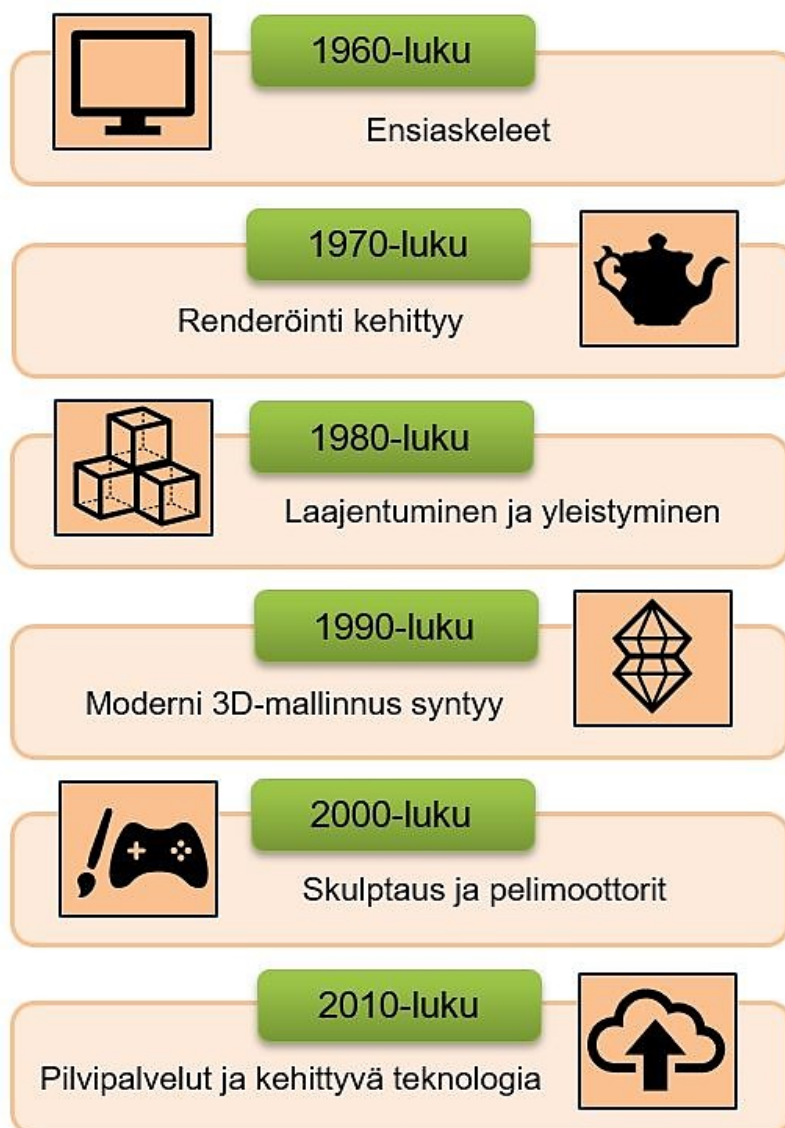 1960-luku
Ensiaskeleet
1970-luku
Renderöinti kehittyy
1980-luku
Laajentuminen ja yleistyminen
1990-luku
Moderni 3D-mallinnus syntyy
2000-luku
Skulptaus ja pelimoottorit
2010-luku
Pilvipalvelut ja kehittyvä teknologia